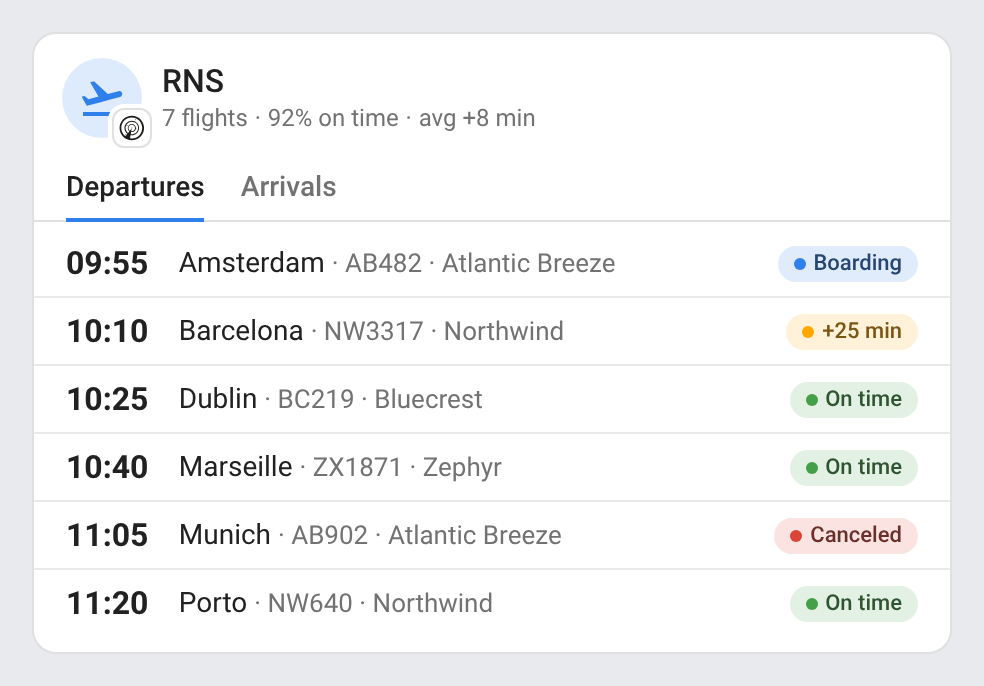 RNS
7 flights · 92% on time · avg +8 min
Departures Arrivals
09:55 Amsterdam · AB482 · Atlantic Breeze Boarding
10:10 Barcelona · NW3317 · Northwind +25 min
10:25 Dublin · BC219 · Bluecrest On time
10:40 Marseille · ZX1871 · Zephyr On time
11:05 Munich · AB902 · Atlantic Breeze Canceled
11:20 Porto · NW640 · Northwind On time